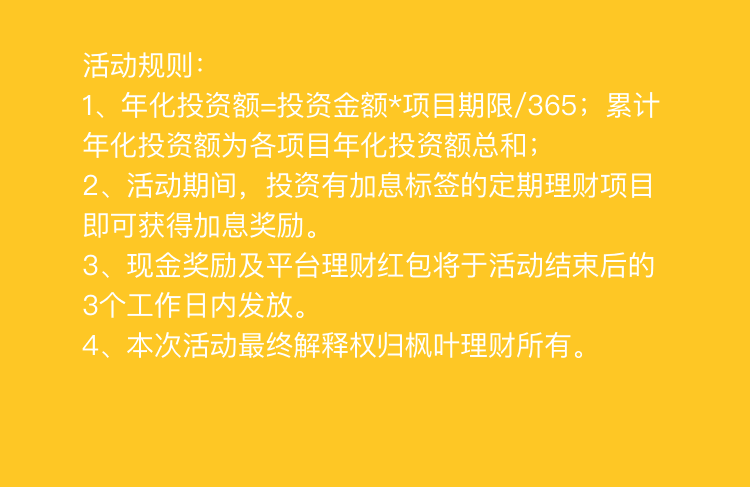 活动规则：
1、年化投资额=投资金额*项目期限/365；累计
年化投资额为各项目年化投资额总和；
2、活动期间，投资有加息标签的定期理财项目
即可获得加息奖励。
3、现金奖励及平台理财红包将于活动结束后的
3个工作日内发放。
4、本次活动最终解释权归枫叶理财所有。